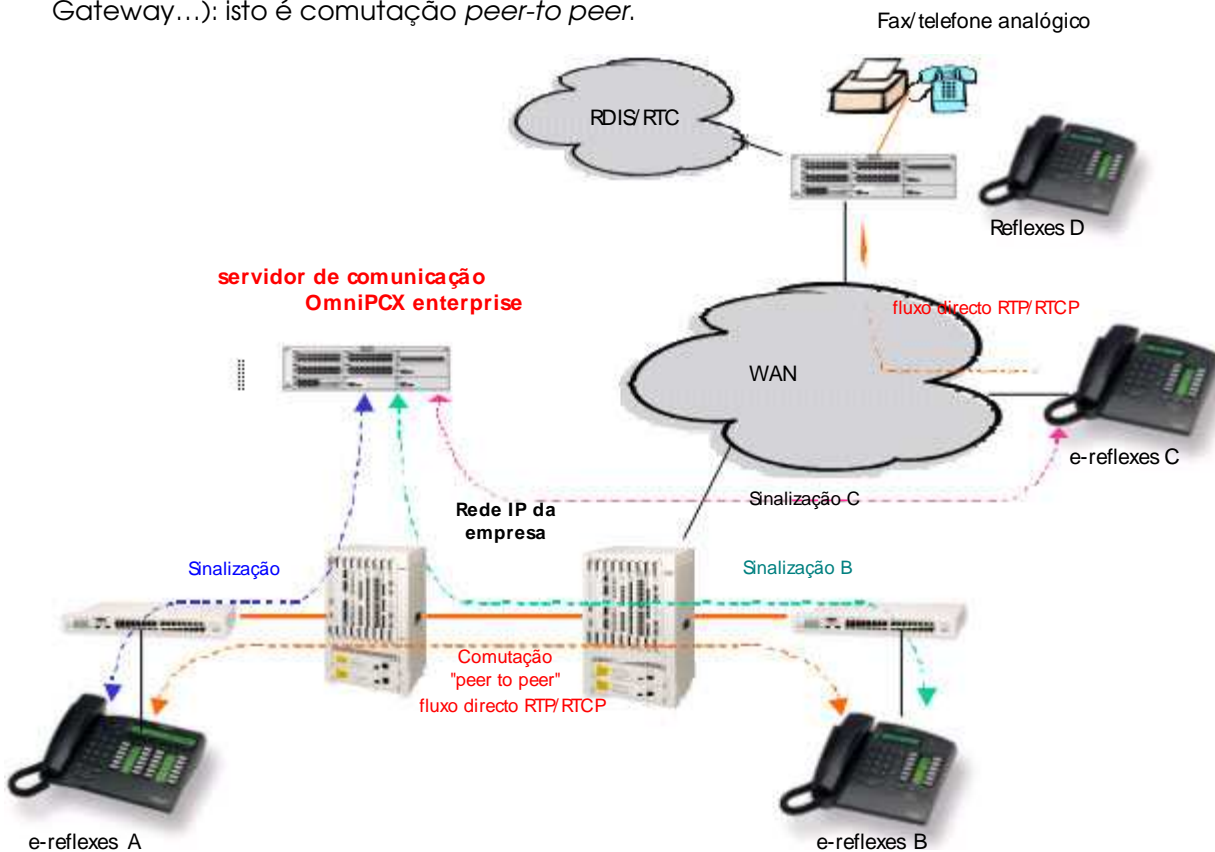 Gateway…): isto é comutação peer-to peer.
Fax/telefone analógico
RDIS/RTC
Reflexes D
servidor de comunicação
OmniPCX enterprise
fluxo directo RTP/RTCP
WAN
e-reflexes C
Sinalização C
Rede IP da
empresa
Sinalização
Sinalização B
Comutação
"peer to peer"
fluxo directo RTP/RTCP
e-reflexes A
e-reflexes B